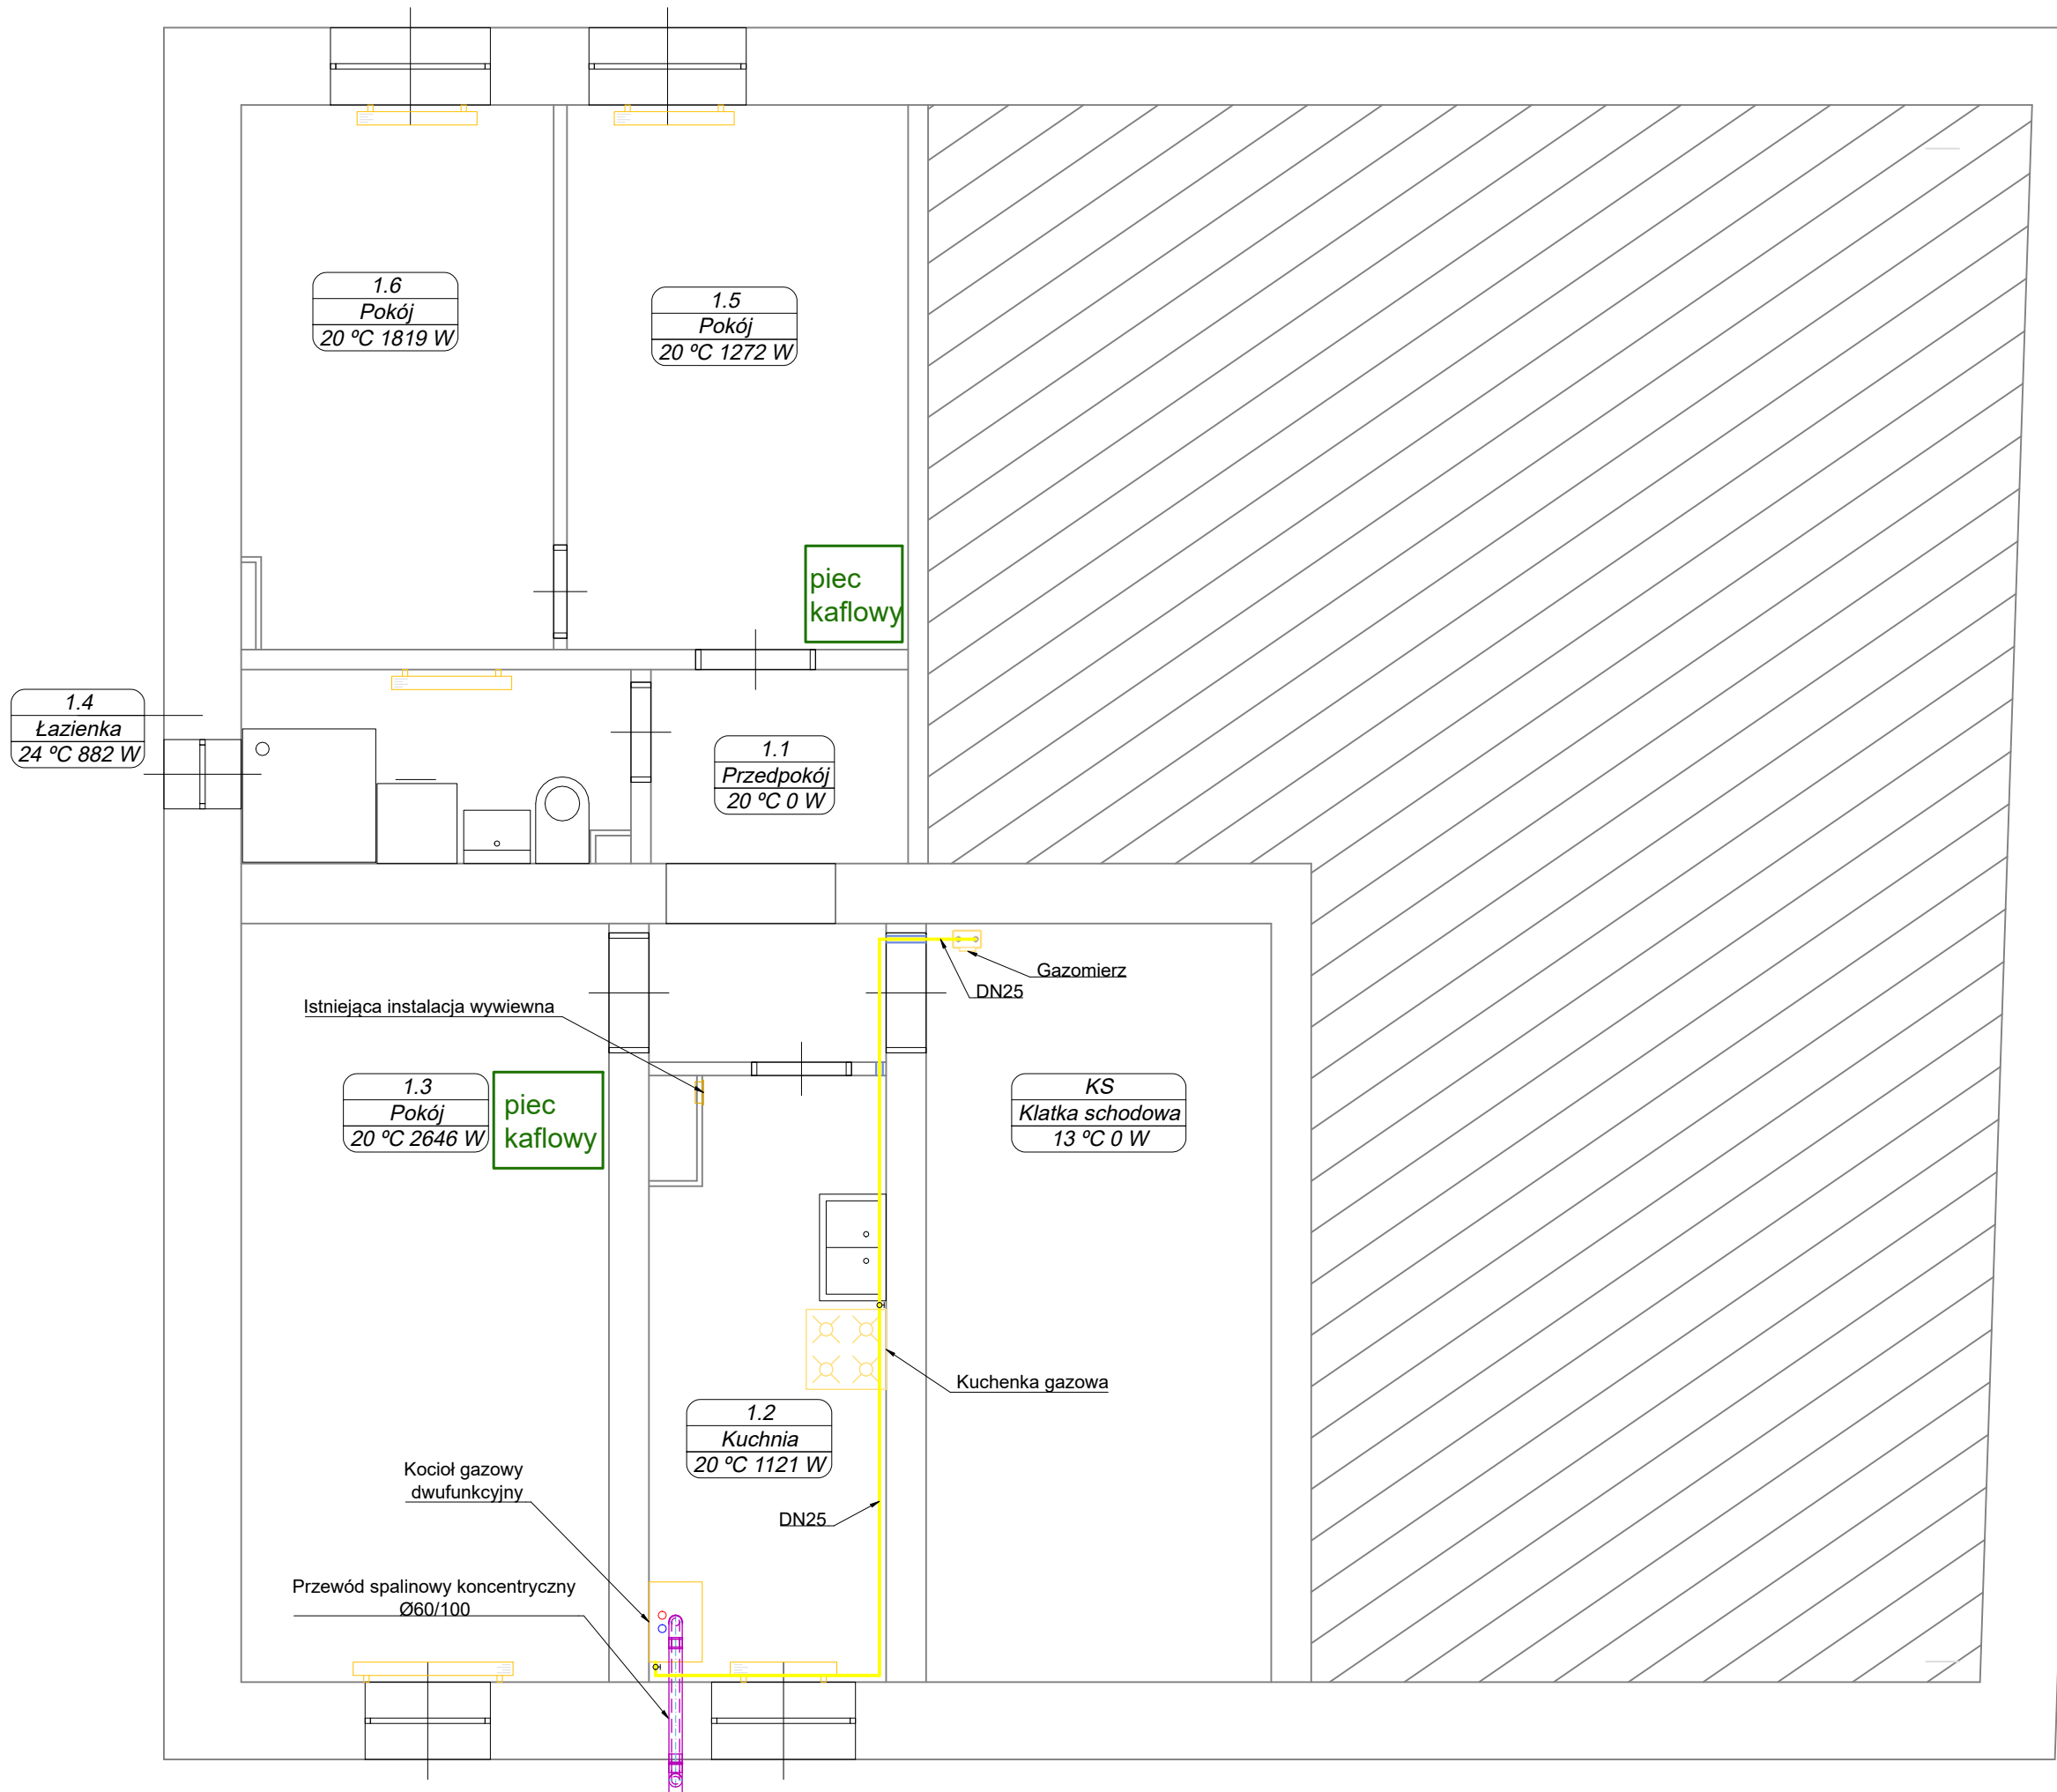 1.6
Pokój
20 ºC 1819 W
1.5
Pokój
20 ºC 1272 W
piec
kaflowy
1.4
Łazienka
24 ºC 882 W
1.1
Przedpokój
20 ºC 0 W
Gazomierz
DN25
Istniejąca instalacja wywiewna
1.3
Pokój
20 ºC 2646 W
piec
kaflowy
KS
Klatka schodowa
13 ºC 0 W
Kuchenka gazowa
1.2
Kuchnia
20 ºC 1121 W
Kocioł gazowy
dwufunkcyjny
DN25
Przewód spalinowy koncentryczny
Ø60/100